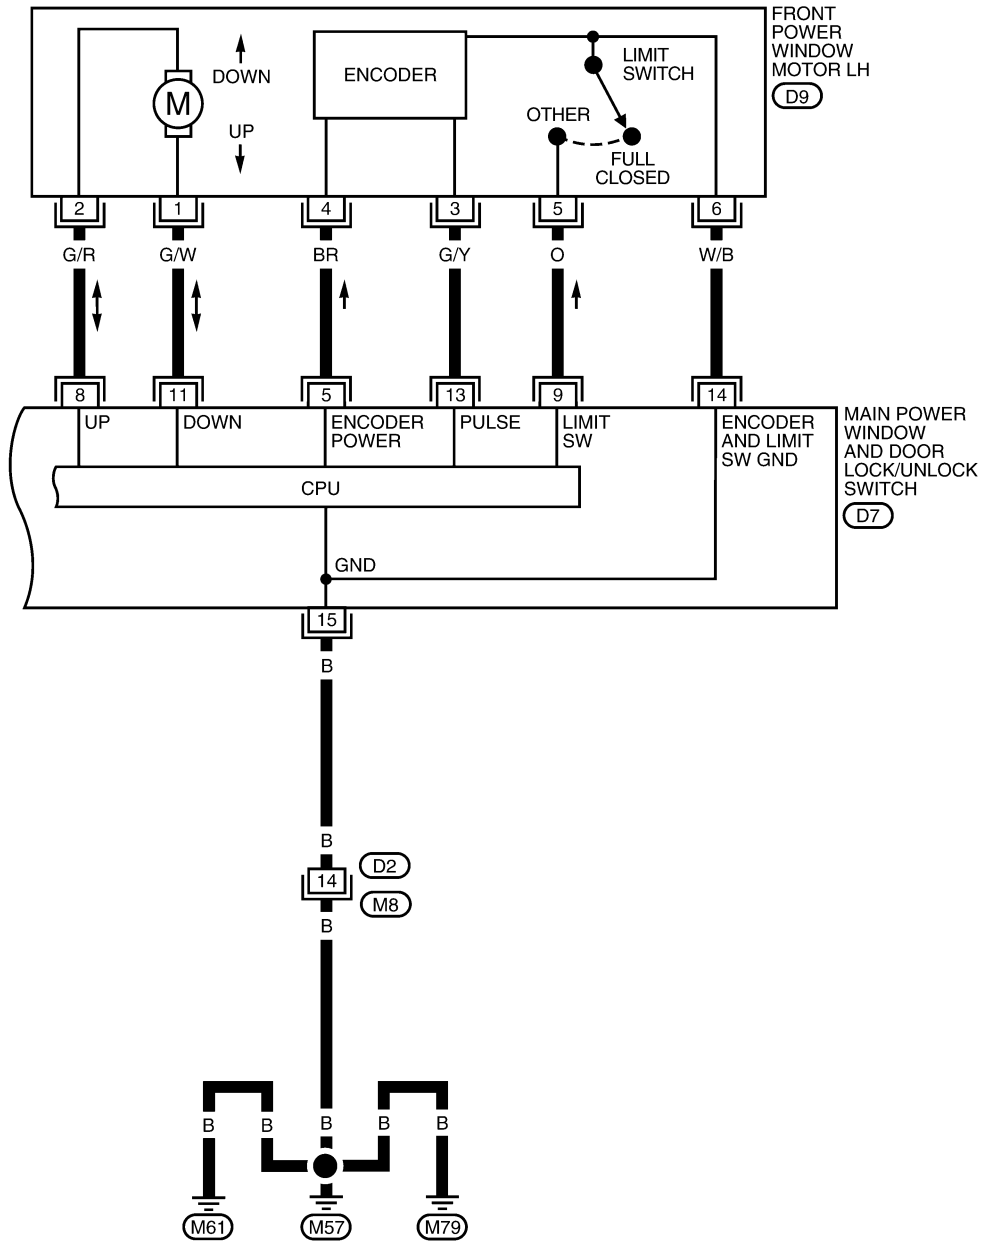 FRONT
POWER
WINDOW
MOTOR LH
D9
DOWN
M
UP
ENCODER
LIMIT
SWITCH
OTHER
FULL
CLOSED
2
1
4
3
5
6
G/R
G/W
BR
G/Y
O
W/B
8
11
5
13
9
14
UP
DOWN
ENCODER
POWER
PULSE
LIMIT
SW
ENCODER
AND LIMIT
SW GND
MAIN POWER
WINDOW
AND DOOR
LOCK/UNLOCK
SWITCH
D7
CPU
GND
15
B
B
14
D2
M8
B
B
B
B
B
B
M61
M57
M79